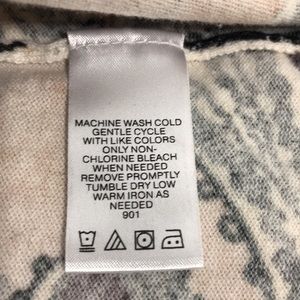 MACHINE WASH COLD
GENTLE CYCLE
WITH LIKE COLORS
ONLY NON-
CHLORINE BLEACH
WHEN NEEDED
REMOVE PROMPTLY
TUMBLE DRY LOW
WARM IRON AS
NEEDED
901